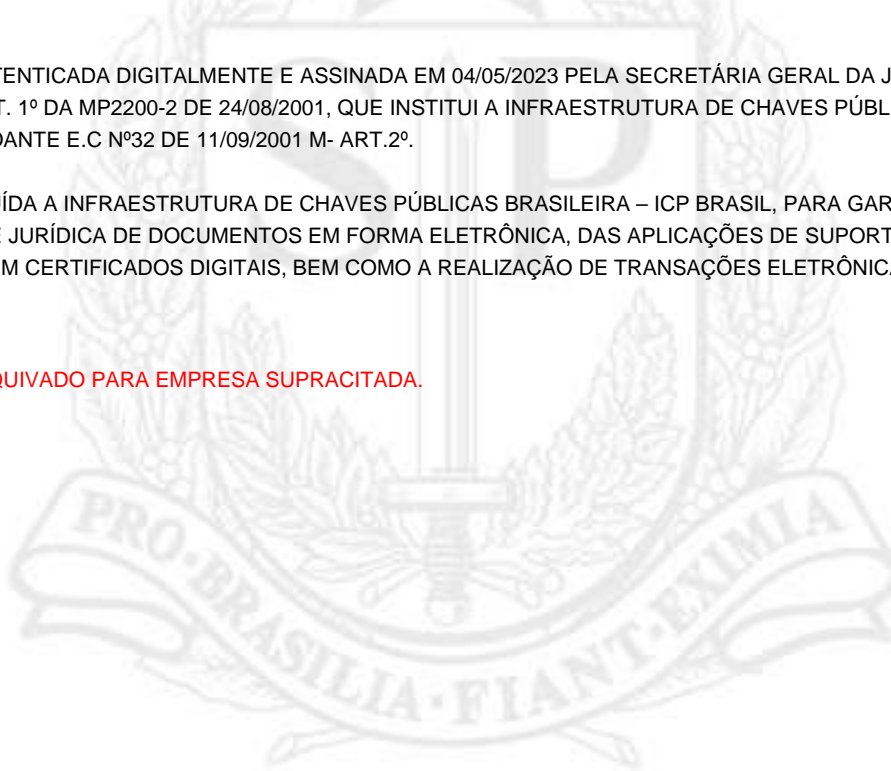 SP
TENTICADA DIGITALMENTE E ASSINADA EM 04/05/2023 PELA SECRETÁRIA GERAL DA J
T. 1º DA MP2200-2 DE 24/08/2001, QUE INSTITUI A INFRAESTRUTURA DE CHAVES PÚBL
DANTE E.C Nº32 DE 11/09/2001 M- ART.2º.
ÍDA A INFRAESTRUTURA DE CHAVES PÚBLICAS BRASILEIRA – ICP BRASIL, PARA GAR
E JURÍDICA DE DOCUMENTOS EM FORMA ELETRÔNICA, DAS APLICAÇÕES DE SUPORT
M CERTIFICADOS DIGITAIS, BEM COMO A REALIZAÇÃO DE TRANSAÇÕES ELETRÔNICA
QUIVADO PARA EMPRESA SUPRACITADA.
PRO·BRASILIA·FIANT·EXIMIA